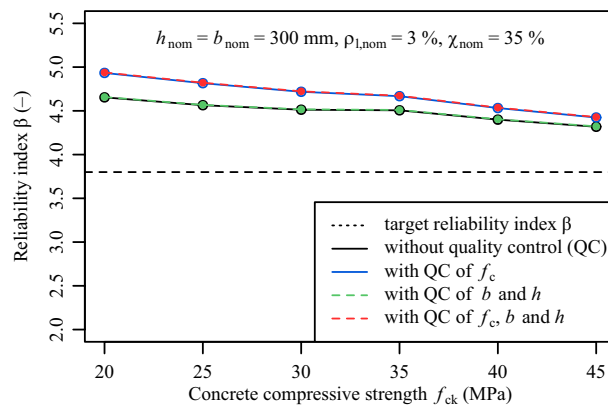 5.5
5.0
4.5
4.0
3.5
3.0
2.5
2.0
Reliability index β (–)
h_nom = b_nom = 300 mm, ρ_l,nom = 3 %, χ_nom = 35 %
target reliability index β
without quality control (QC)
with QC of f_c
with QC of b and h
with QC of f_c, b and h
20 25 30 35 40 45
Concrete compressive strength f_ck (MPa)